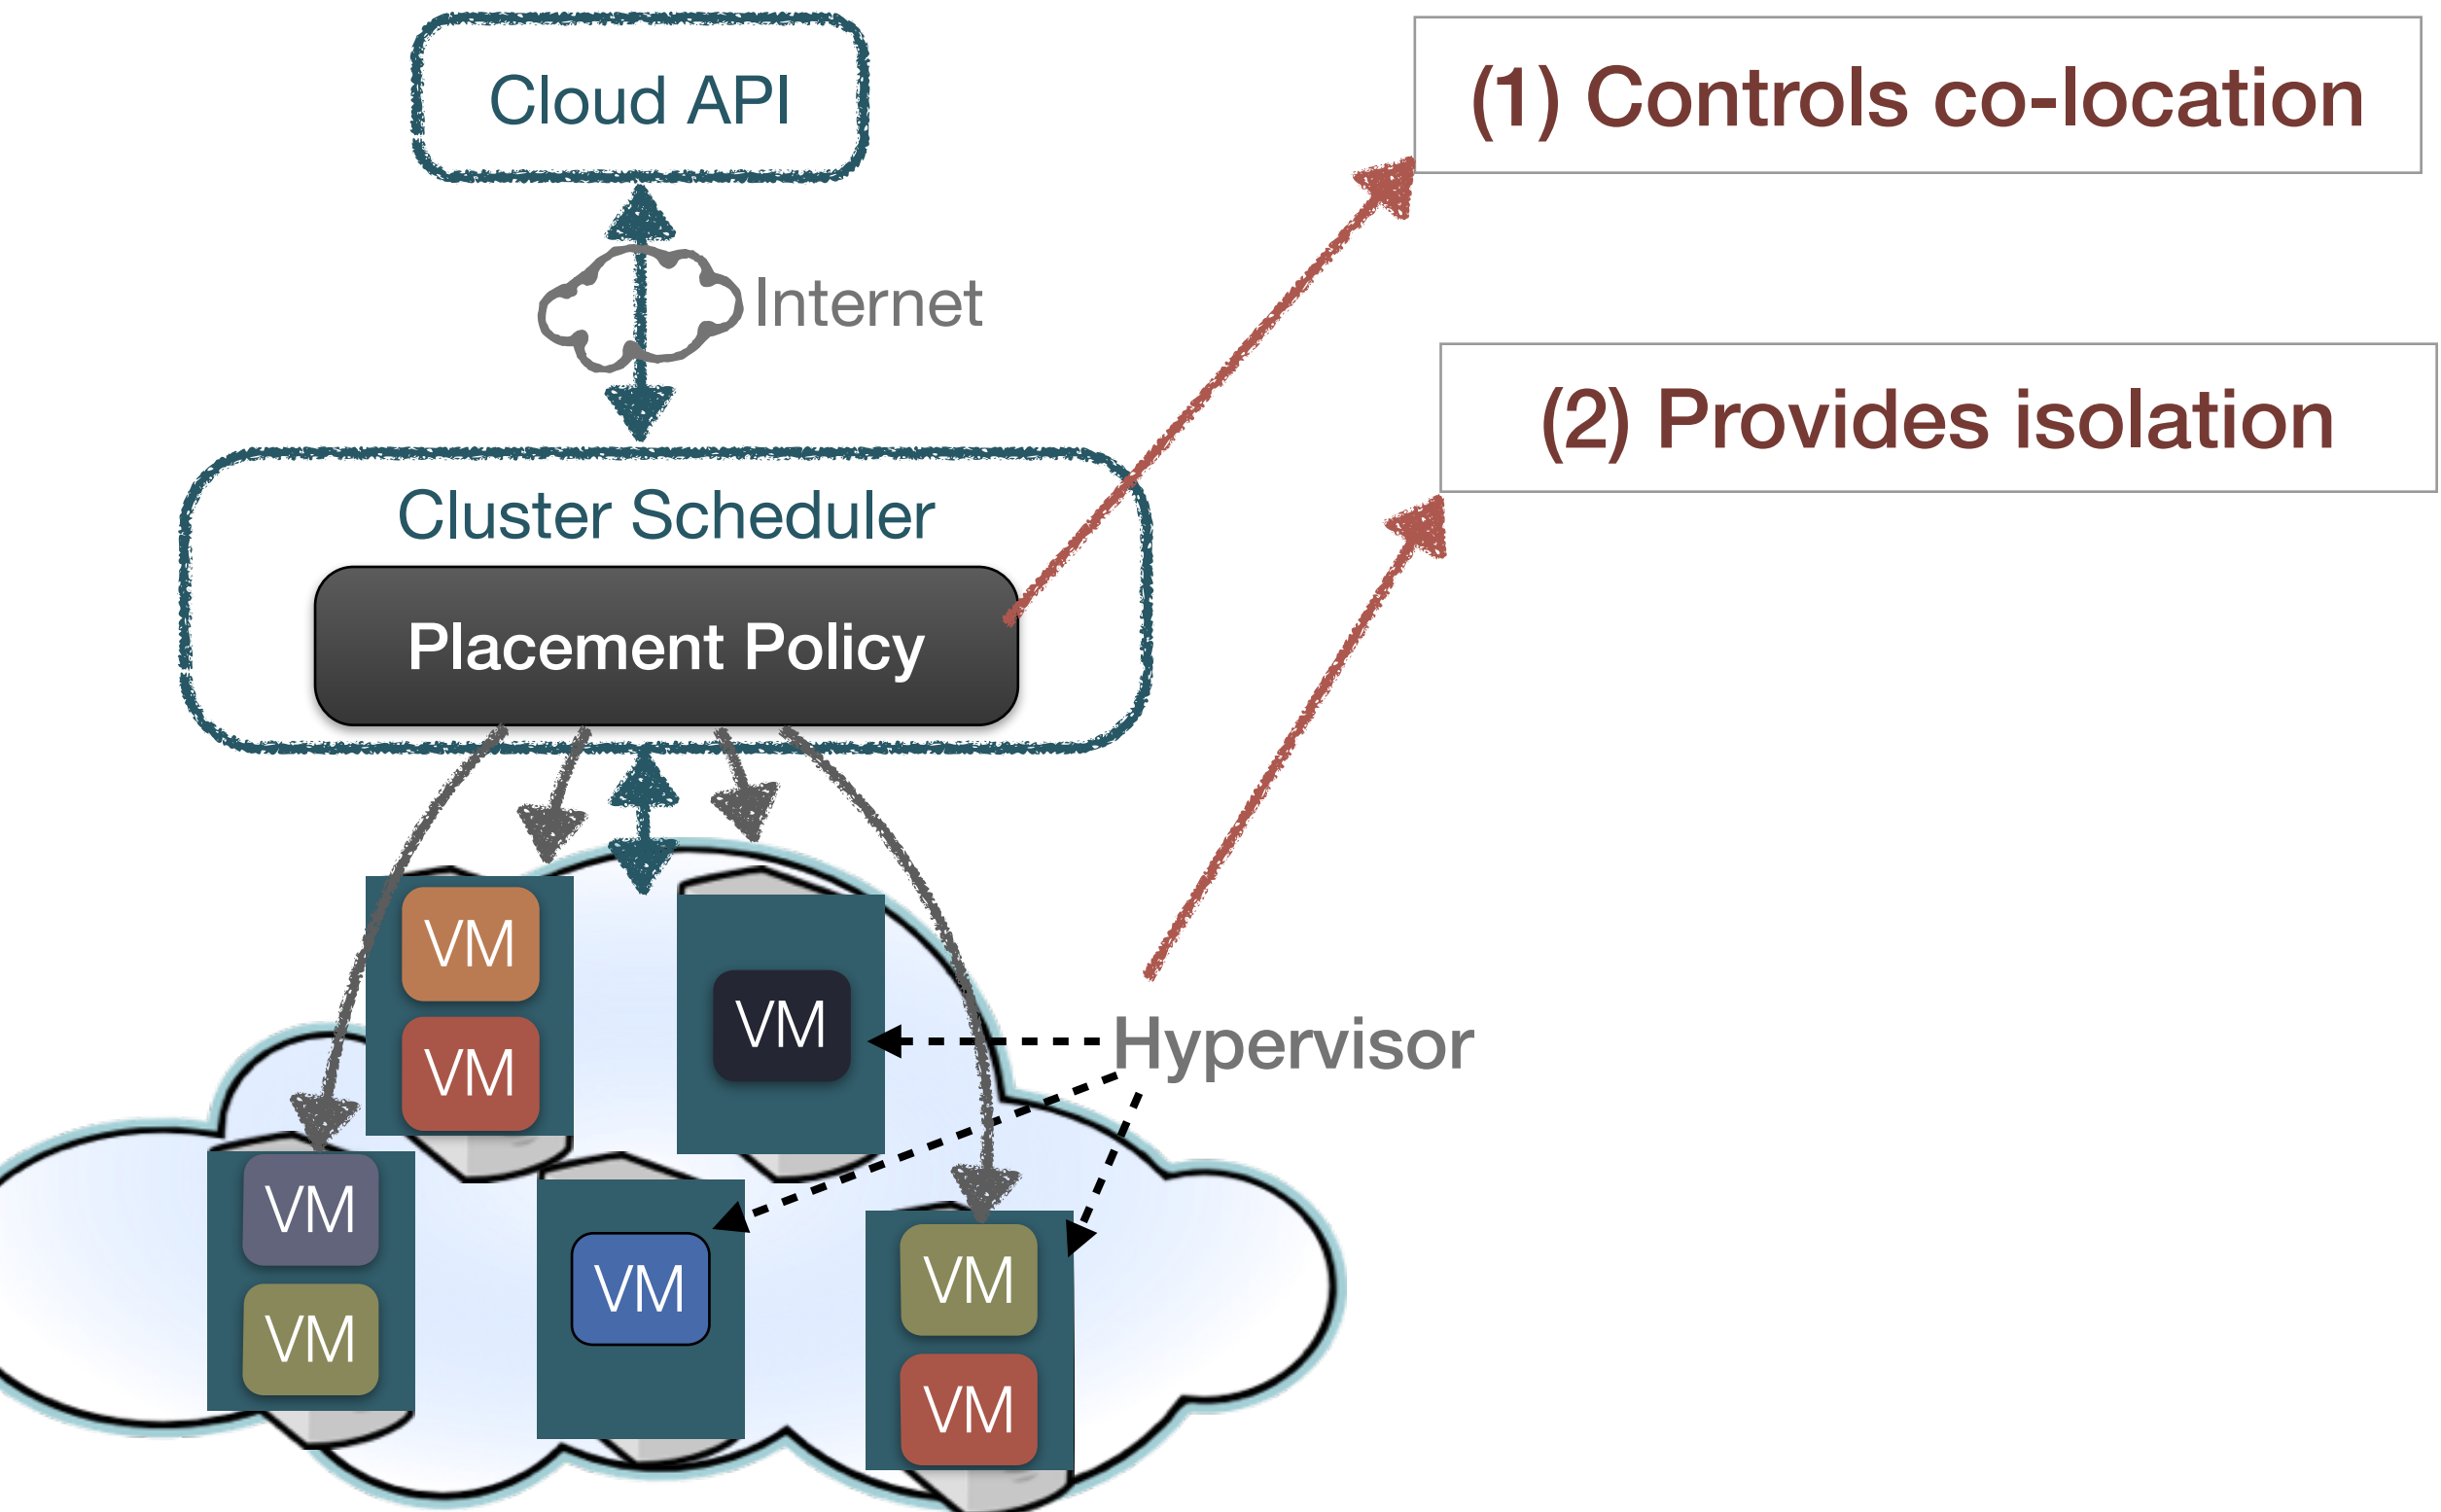 Cloud API
(1) Controls co-location
Internet
(2) Provides isolation
Cluster Scheduler
Placement Policy
VM
VM
VM
Hypervisor
VM
VM
VM
VM
VM